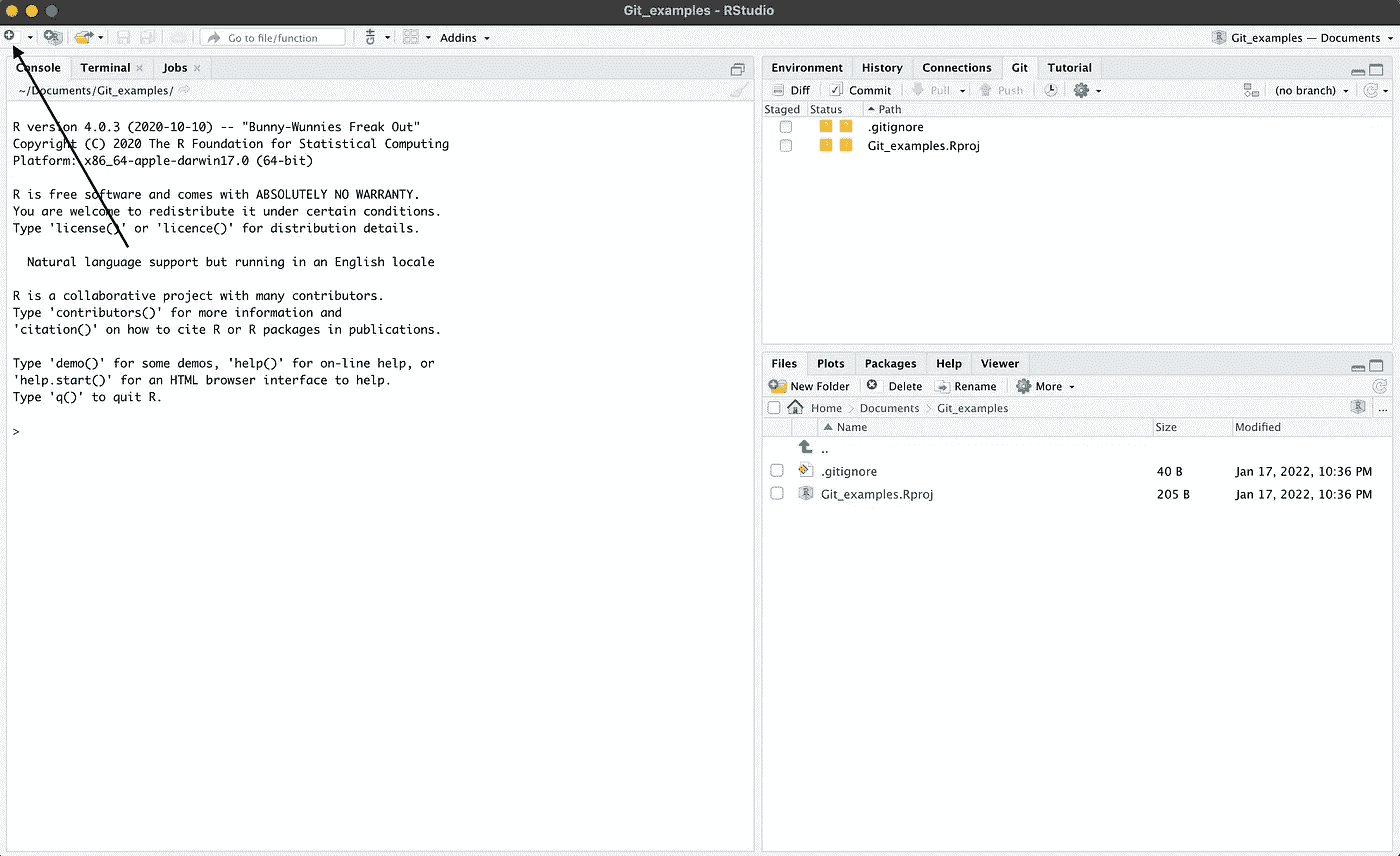 Git_examples - RStudio
Go to file/function
Addins
Git_examples — Documents
Console Terminal Jobs
~/Documents/Git_examples/
R version 4.0.3 (2020-10-10) -- "Bunny-Wunnies Freak Out"
Copyright (C) 2020 The R Foundation for Statistical Computing
Platform: x86_64-apple-darwin17.0 (64-bit)
R is free software and comes with ABSOLUTELY NO WARRANTY.
You are welcome to redistribute it under certain conditions.
Type 'license()' or 'licence()' for distribution details.
Natural language support but running in an English locale
R is a collaborative project with many contributors.
Type 'contributors()' for more information and
'citation()' on how to cite R or R packages in publications.
Type 'demo()' for some demos, 'help()' for on-line help, or
'help.start()' for an HTML browser interface to help.
Type 'q()' to quit R.
>
Environment History Connections Git Tutorial
Diff Commit Pull Push (no branch)
Staged Status Path
? ? .gitignore
? ? Git_examples.Rproj
Files Plots Packages Help Viewer
New Folder Delete Rename More
Home Documents Git_examples ...
Name Size Modified
..
.gitignore 40 B Jan 17, 2022, 10:36 PM
Git_examples.Rproj 205 B Jan 17, 2022, 10:36 PM